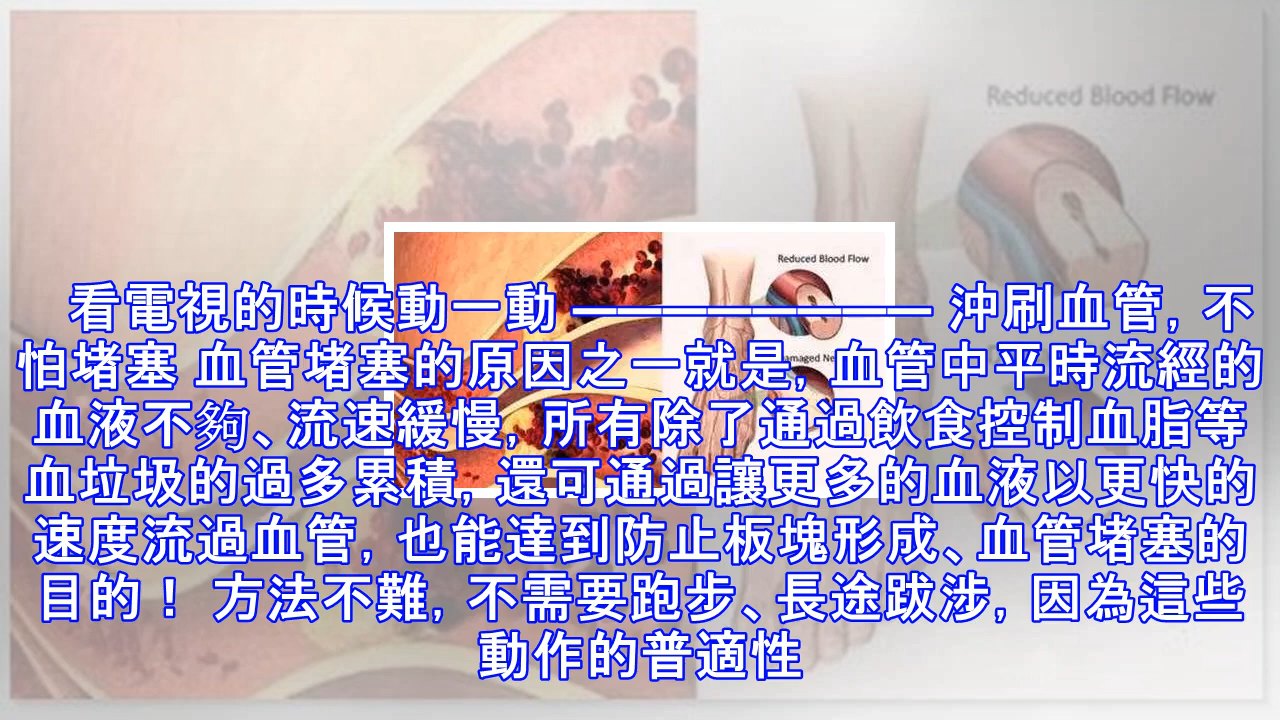 Reduced Blood Flow
Reduced Blood Flow
看電視的時候動一動 ———————— 沖刷血管, 不
怕堵塞 血管堵塞的原因之一就是, 血管中平時流經的
血液不夠、流速緩慢, 所有除了通過飲食控制血脂等
血垃圾的過多累積, 還可通過讓更多的血液以更快的
速度流過血管, 也能達到防止板塊形成、血管堵塞的
目的！ 方法不難, 不需要跑步、長途跋涉, 因為這些
動作的普適性